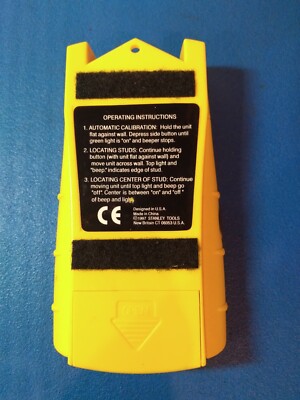 OPERATING INSTRUCTIONS
1. AUTOMATIC CALIBRATION: Hold the unit
flat against wall. Depress side button until
green light is "on" and beeper stops.
2. LOCATING STUDS: Continue holding
button (with unit flat against wall) and
move unit across wall. Top light and
"beep" indicates edge of stud.
3. LOCATING CENTER OF STUD: Continue
moving unit until top light and beep go
"off". Center is between "on" and "off"
of beep and light.
CE
Designed in U.S.A.
Made in China
©1997 STANLEY TOOLS
New Britain CT 06053 U.S.A.